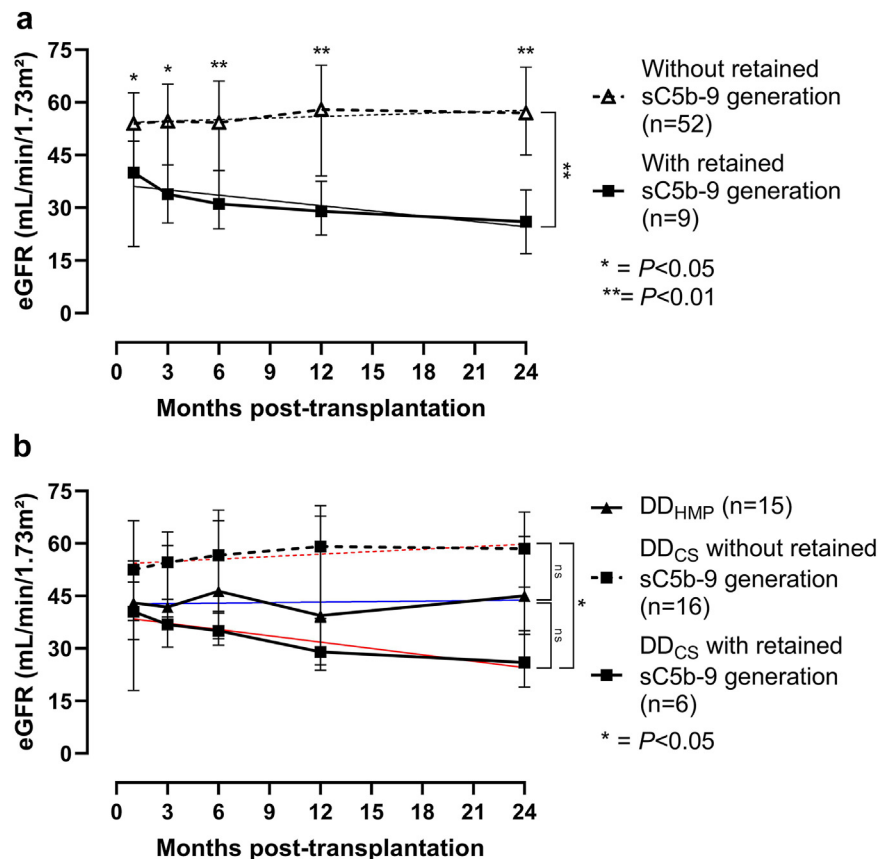 a
75
60
45
30
15
0
eGFR (mL/min/1.73m²)
* * ** ** **
**
0 3 6 9 12 15 18 21 24
Months post-transplantation
Without retained
sC5b-9 generation
(n=52)
With retained
sC5b-9 generation
(n=9)
* = P<0.05
**= P<0.01
b
75
60
45
30
15
0
eGFR (mL/min/1.73m²)
ns
ns
*
0 3 6 9 12 15 18 21 24
Months post-transplantation
DDHMP (n=15)
DDCS without retained
sC5b-9 generation
(n=16)
DDCS with retained
sC5b-9 generation
(n=6)
* = P<0.05